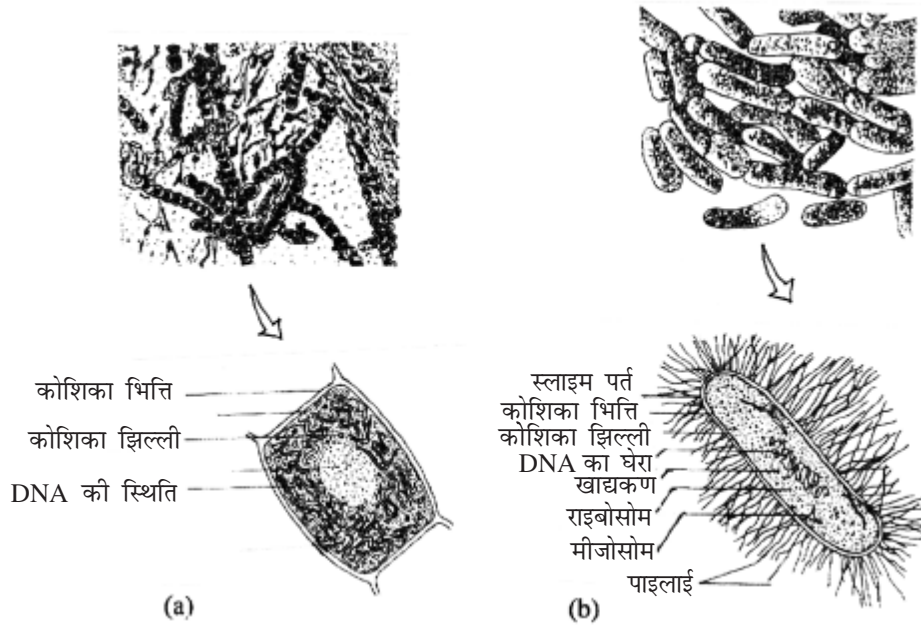 कोशिका भित्ति
कोशिका झिल्ली
DNA की स्थिति
(a)
स्लाइम पर्त
कोशिका भित्ति
कोशिका झिल्ली
DNA का घेरा
खाद्यकण
राइबोसोम
मीजोसोम
पाइलाई
(b)